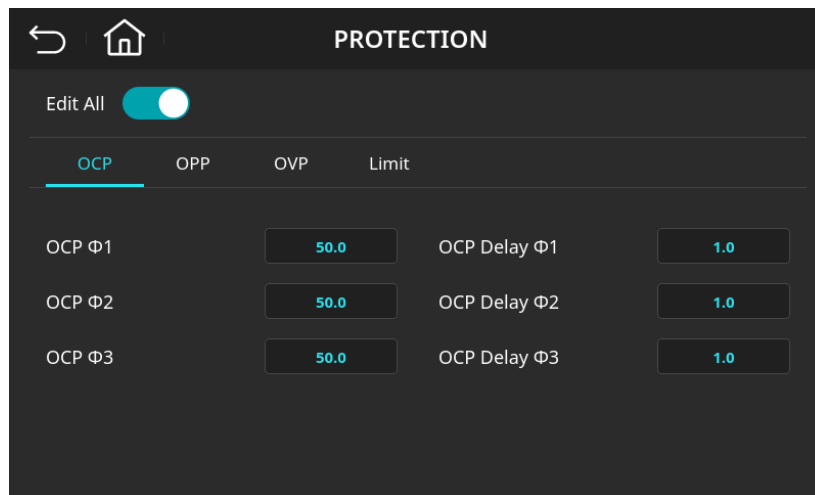 PROTECTION
Edit All
OCP OPP OVP Limit
OCP Φ1 50.0 OCP Delay Φ1 1.0
OCP Φ2 50.0 OCP Delay Φ2 1.0
OCP Φ3 50.0 OCP Delay Φ3 1.0